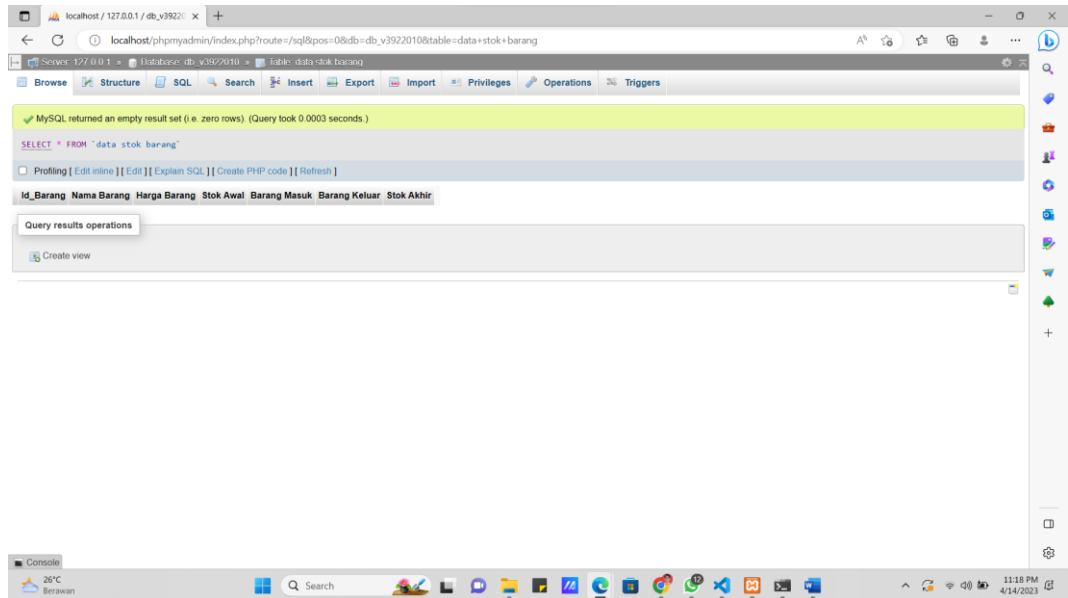 localhost / 127.0.0.1 / db_v39220
localhost/phpmyadmin/index.php?route=/sql&pos=0&db=db_v3922010&table=data+stok+barang
Server: 127.0.0.1 » Database: db_v3922010 » Table: data stok barang
Browse Structure SQL Search Insert Export Import Privileges Operations Triggers
MySQL returned an empty result set (i.e. zero rows). (Query took 0.0003 seconds.)
SELECT * FROM `data stok barang`
Profiling [ Edit inline ] [ Edit ] [ Explain SQL ] [ Create PHP code ] [ Refresh ]
Id_Barang Nama Barang Harga Barang Stok Awal Barang Masuk Barang Keluar Stok Akhir
Query results operations
Create view
Console
26°C
Berawan
Search
11:18 PM
4/14/2023